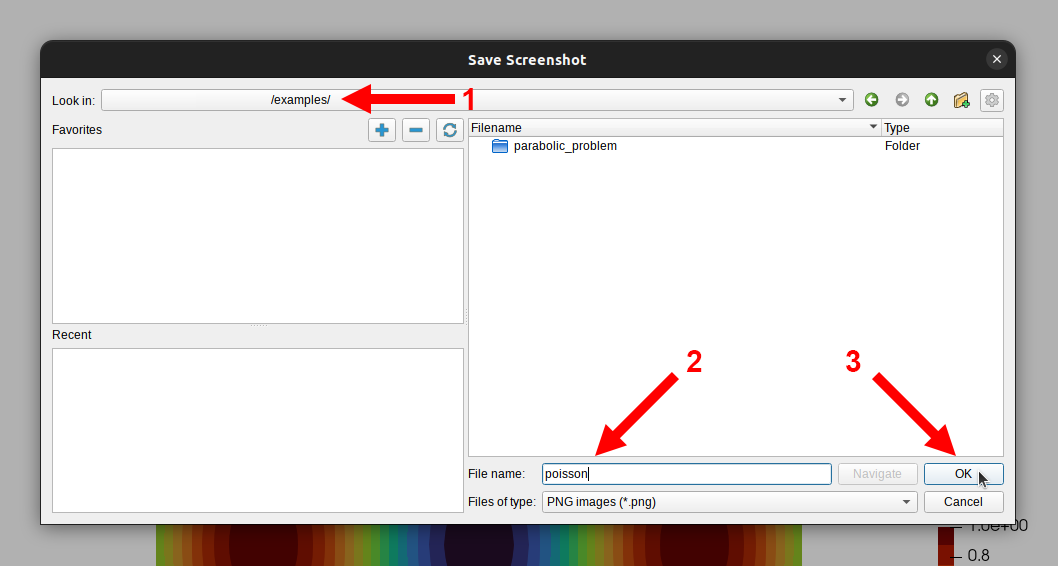 Save Screenshot
Look in: /examples/ 1
Favorites
Filename Type
parabolic_problem Folder
Recent
2 3
File name: poisson Navigate OK
Files of type: PNG images (*.png) Cancel
1.0e+00
0.8